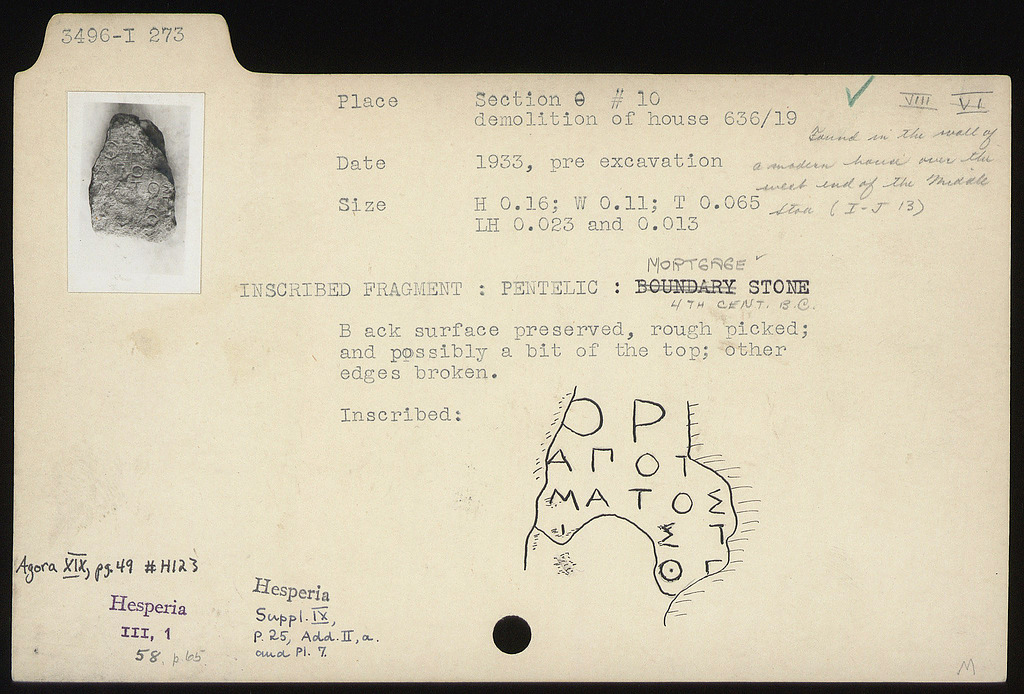 3496-I 273
Place Section Θ # 10
demolition of house 636/19
VIII VI
Found in the wall of
a modern house over the
west end of the Middle
Stoa (I-J 13)
Date 1933, pre excavation
Size H 0.16; W 0.11; T 0.065
LH 0.023 and 0.013
MORTGAGE
INSCRIBED FRAGMENT : PENTELIC : BOUNDARY STONE
4TH CENT. B.C.
B ack surface preserved, rough picked;
and possibly a bit of the top; other
edges broken.
Inscribed:
ΟΡ
ΑΠΟΤ
ΜΑΤΟΣ
Ι ΣΤ
ΘΓ
Agora XIX, pg. 49 #H123
Hesperia
III, 1
58, p.65
Hesperia
Suppl. IX,
p. 25, Add. II, a.
and Pl. 7.
M